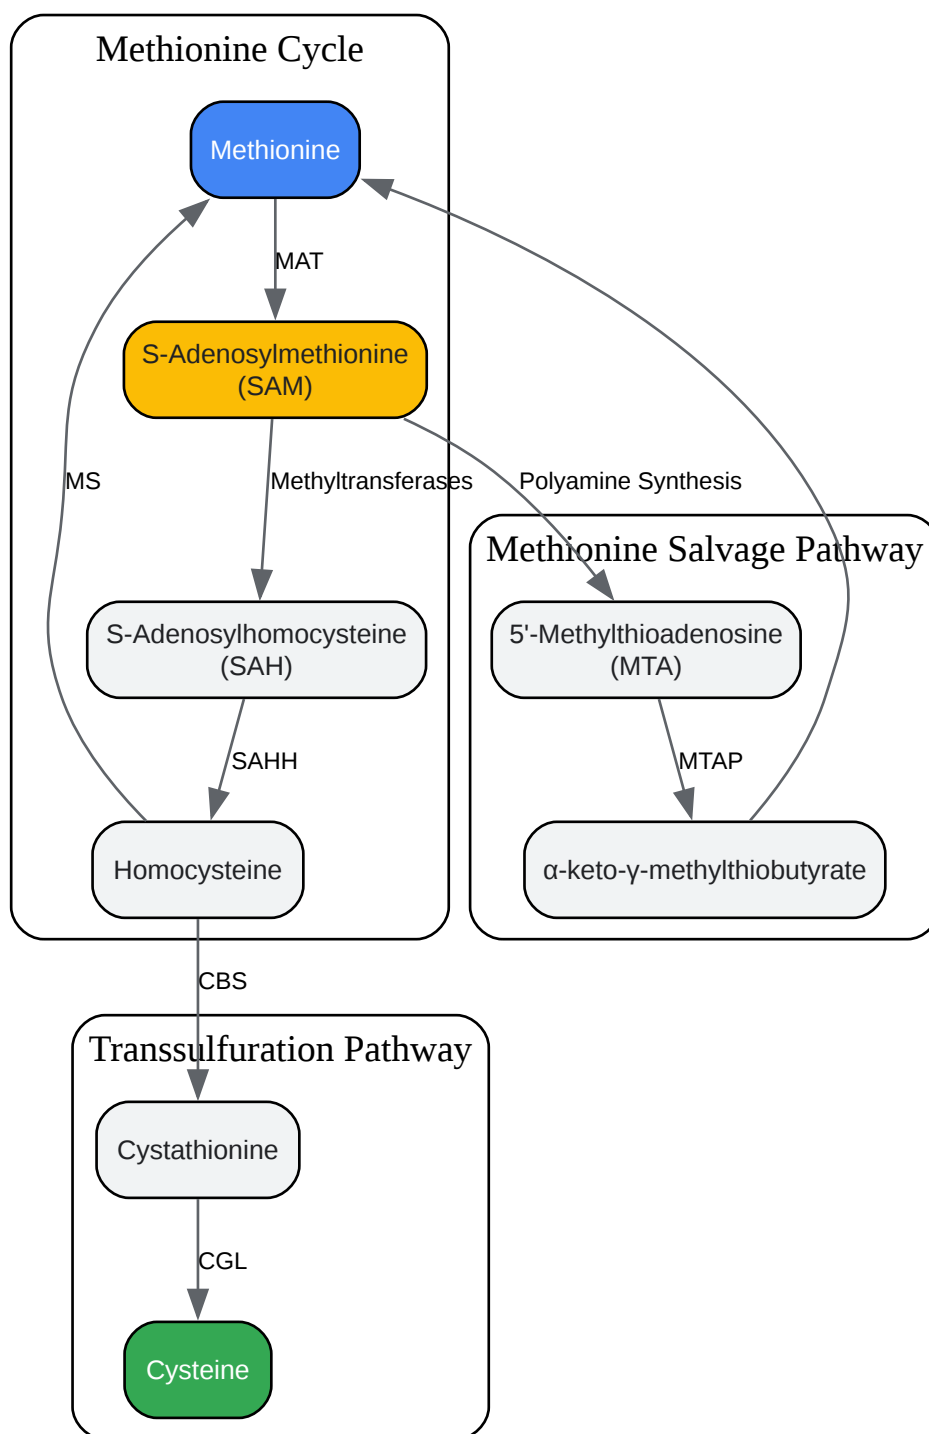 Methionine Cycle
Methionine
MAT
S-Adenosylmethionine
(SAM)
MS
Methyltransferases
Polyamine Synthesis
Methionine Salvage Pathway
S-Adenosylhomocysteine
(SAH)
5'-Methylthioadenosine
(MTA)
SAHH
MTAP
Homocysteine
α-keto-γ-methylthiobutyrate
CBS
Transsulfuration Pathway
Cystathionine
CGL
Cysteine